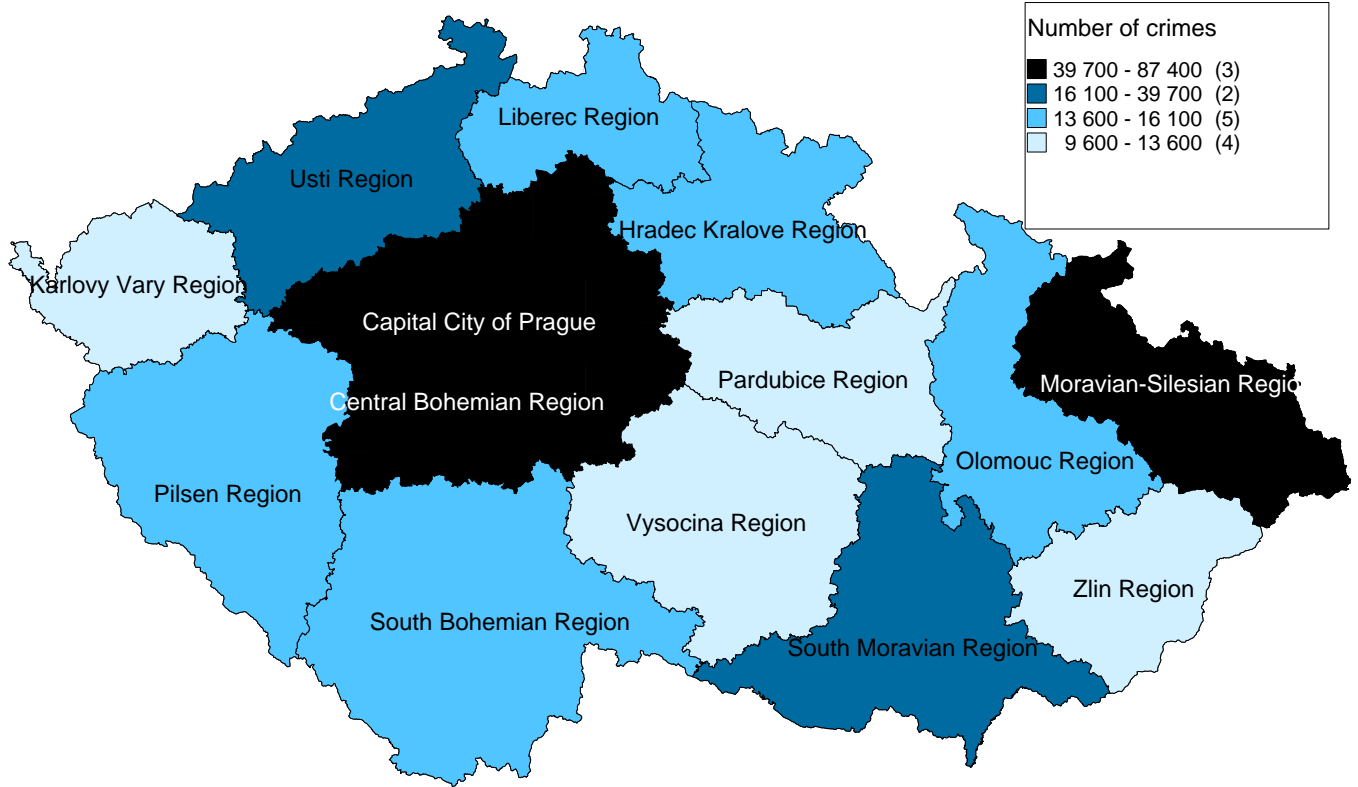 Number of crimes
39 700 - 87 400 (3)
16 100 - 39 700 (2)
13 600 - 16 100 (5)
9 600 - 13 600 (4)
Liberec Region
Usti Region
Hradec Kralove Region
Karlovy Vary Region
Capital City of Prague
Pardubice Region
Moravian-Silesian Regio
Central Bohemian Region
Olomouc Region
Pilsen Region
Vysocina Region
Zlin Region
South Bohemian Region
South Moravian Region